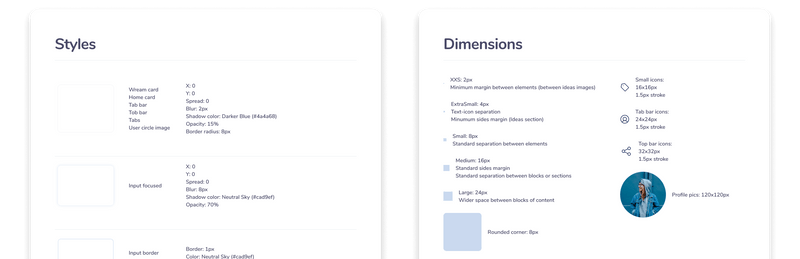 Styles
Wream card
Home card
Tab bar
Tob bar
Tabs
User circle image
X: 0
Y: 0
Spread: 0
Blur: 2px
Shadow color: Darker Blue (#4a4a68)
Opacity: 15%
Border radius: 8px
Input focused
X: 0
Y: 0
Spread: 0
Blur: 8px
Shadow color: Neutral Sky (#cad9ef)
Opacity: 70%
Input border
Border: 1px
Color: Neutral Sky (#cad9ef)
Dimensions
XXS: 2px
Minimum margin between elements (between ideas images)
ExtraSmall: 4px
Text-icon separation
Minumum sides margin (Ideas section)
Small: 8px
Standard separation between elements
Medium: 16px
Standard sides margin
Standard separation between blocks or sections
Large: 24px
Wider space between blocks of content
Rounded corner: 8px
Small icons:
16x16px
1.5px stroke
Tab bar icons:
24x24px
1.5px stroke
Top bar icons:
32x32px
1.5px stroke
Profile pics: 120x120px